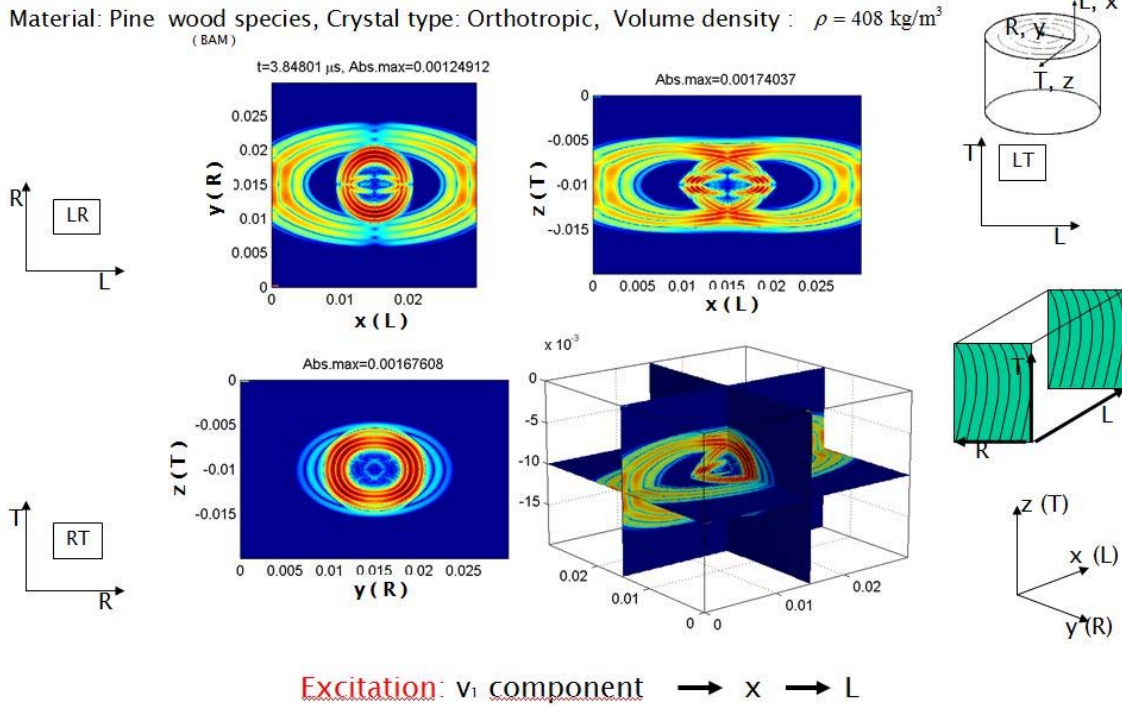 Material: Pine wood species, Crystal type: Orthotropic, Volume density : ρ = 408 kg/m³
(BAM)
L, x
R, y
T, z
t=3.84801 µs, Abs.max=0.00124912
0.025
0.02
0.015
0.01
0.005
0
y ( R )
0
0.01
0.02
x ( L )
R
LR
L
Abs.max=0.00174037
0
-0.005
-0.01
-0.015
z ( T )
0
0.005
0.01
0.015
0.02
0.025
x ( L )
T
LT
L
Abs.max=0.00167608
0
-0.005
-0.01
-0.015
z ( T )
0
0.005
0.01
0.015
0.02
0.025
y ( R )
T
RT
R
x 10⁻³
0
-5
-10
-15
0.02
0.01
0
0
0.01
0.02
T
L
R
z (T)
x (L)
y (R)
Excitation: v₁ component → x → L